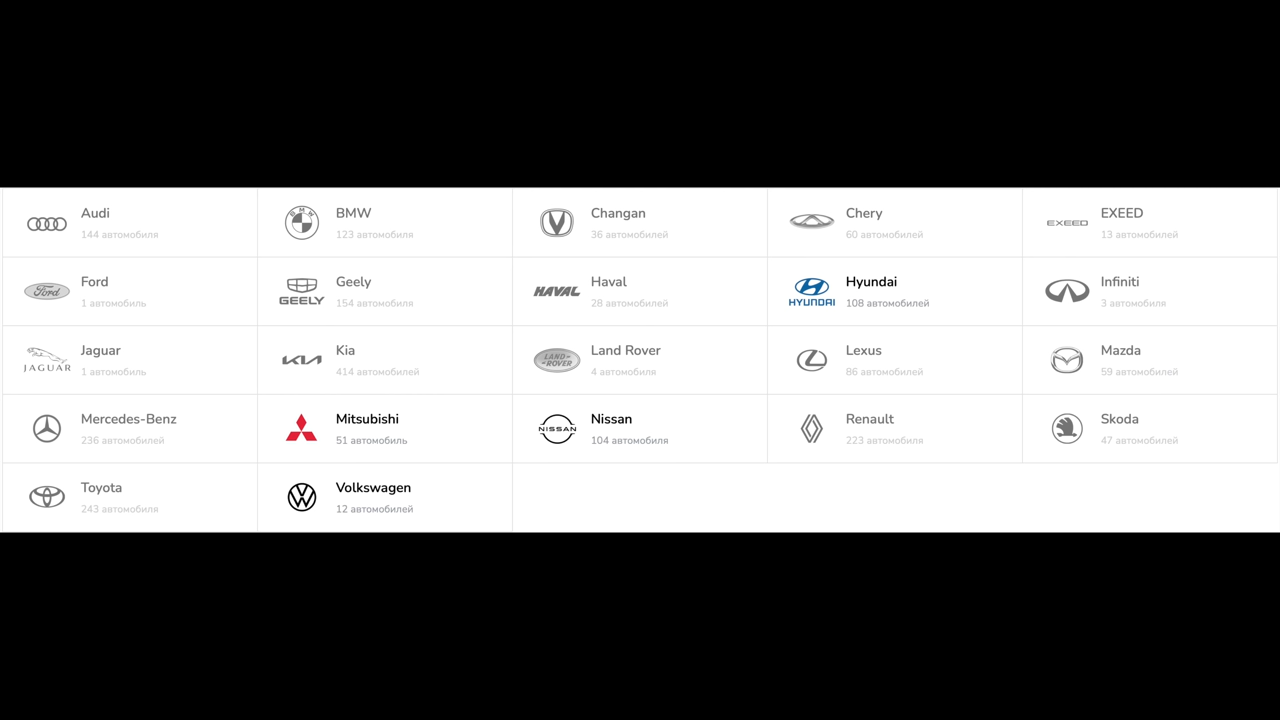 Audi
144 автомобиля
BMW
123 автомобилей
Changan
36 автомобилей
Chery
60 автомобилей
EXEED
EXEED
13 автомобилей
Ford
Ford
1 автомобиль
GEELY
Geely
154 автомобиля
HAVAL
Haval
28 автомобилей
HYUNDAI
Hyundai
108 автомобилей
Infiniti
3 автомобиля
JAGUAR
Jaguar
1 автомобиль
KIA
Kia
414 автомобилей
LAND ROVER
Land Rover
4 автомобиля
Lexus
86 автомобилей
Mazda
59 автомобилей
Mercedes-Benz
236 автомобилей
Mitsubishi
51 автомобиль
NISSAN
Nissan
104 автомобиля
Renault
223 автомобиля
Skoda
47 автомобилей
Toyota
243 автомобиля
Volkswagen
12 автомобилей